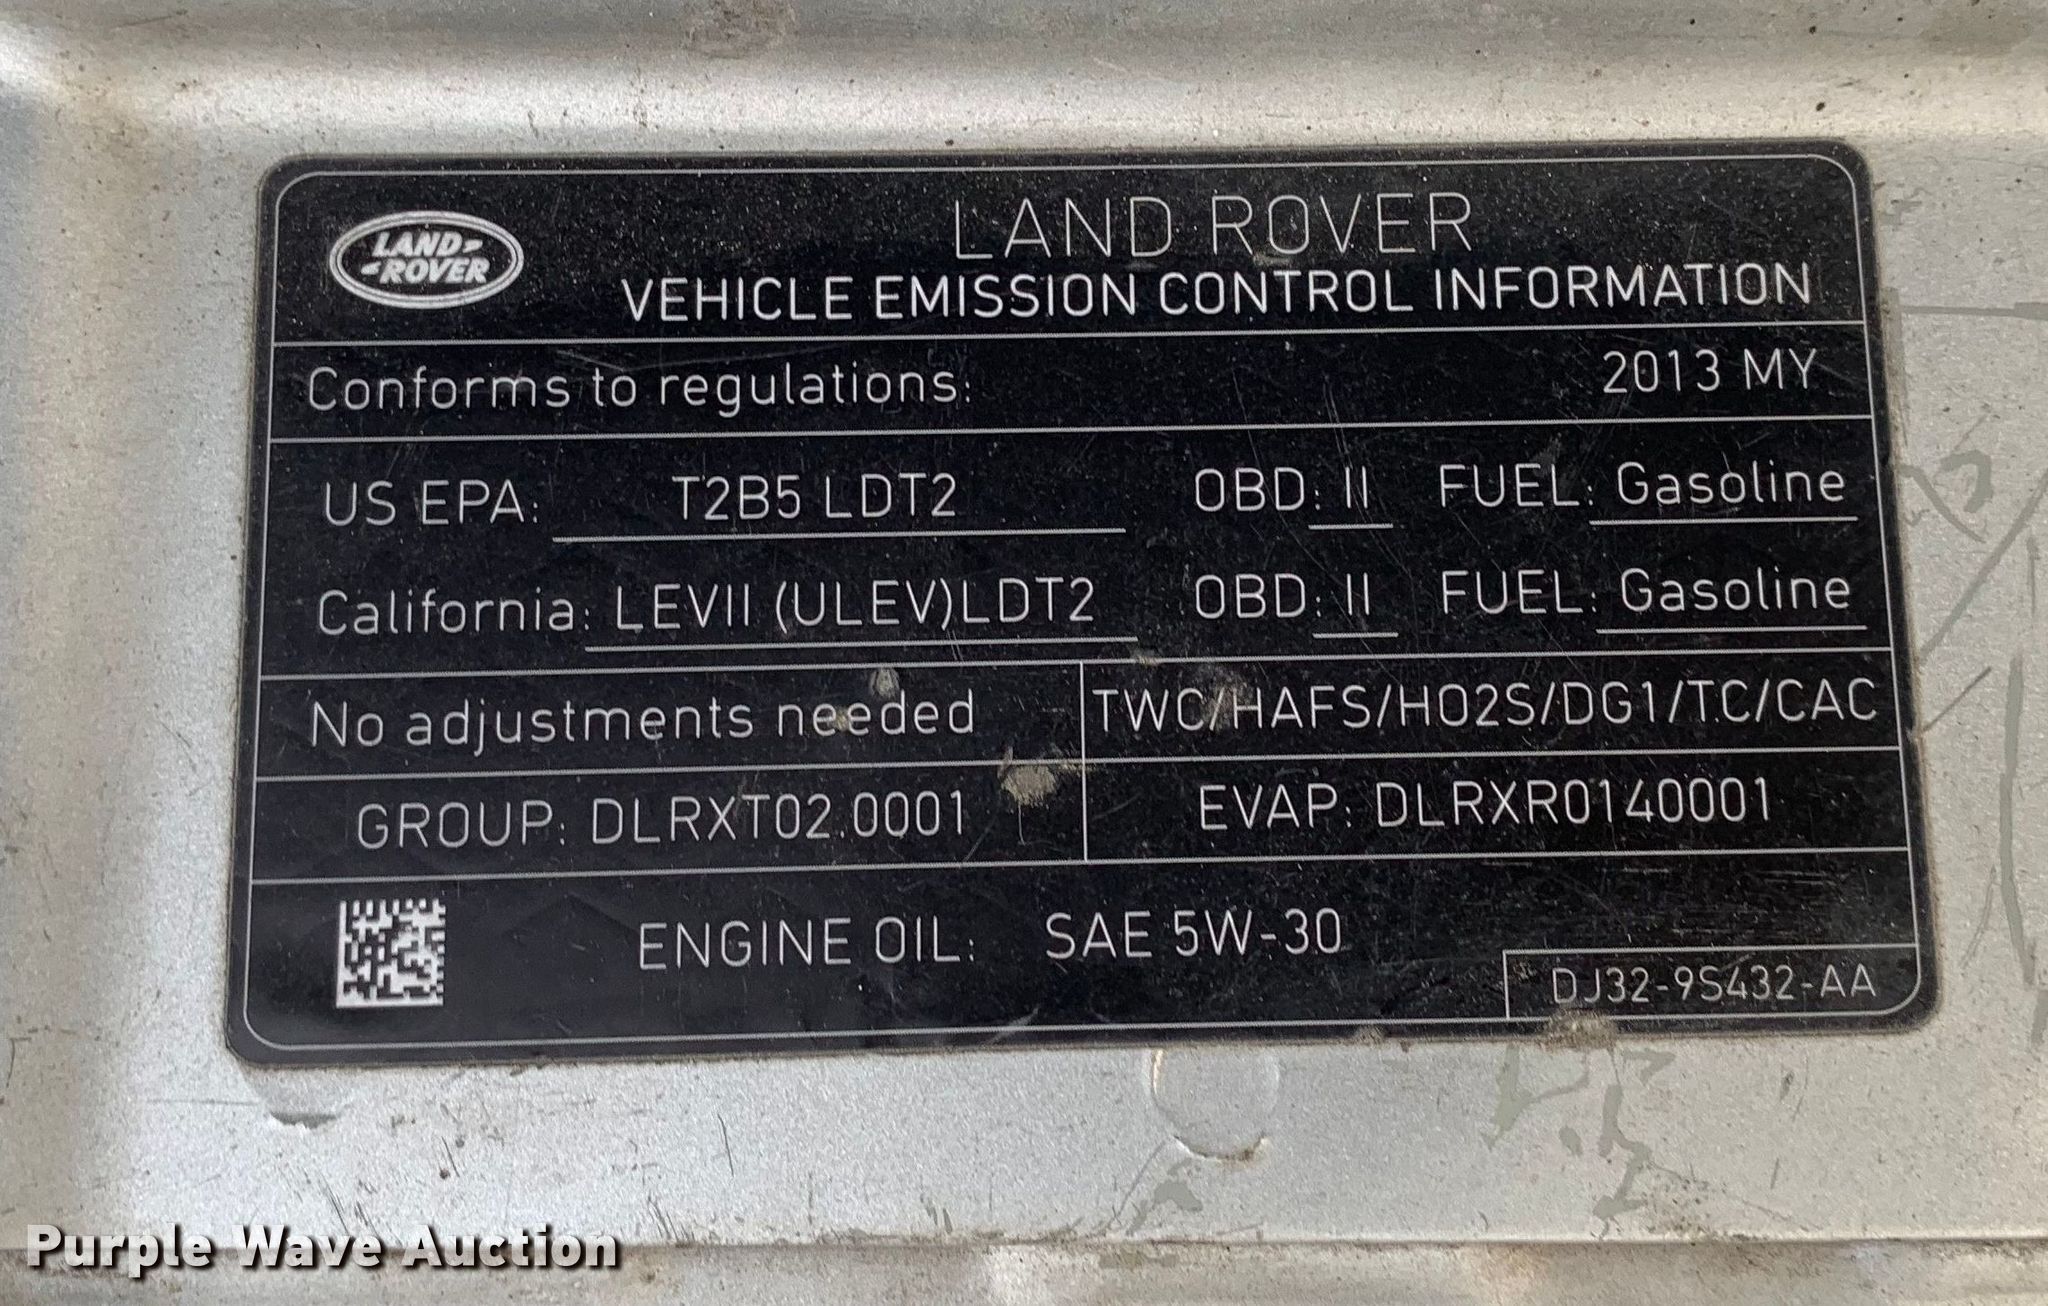 LAND ROVER
LAND-
-ROVER
VEHICLE EMISSION CONTROL INFORMATION
Conforms to regulations: 2013 MY
US EPA: T2B5 LDT2 OBD: II FUEL: Gasoline
California: LEVII (ULEV)LDT2 OBD: II FUEL: Gasoline
No adjustments needed TWC/HAFS/HO2S/DG1/TC/CAC
GROUP: DLRXT02.0001 EVAP: DLRXR0140001
ENGINE OIL: SAE 5W-30
DJ32-9S432-AA
Purple Wave Auction